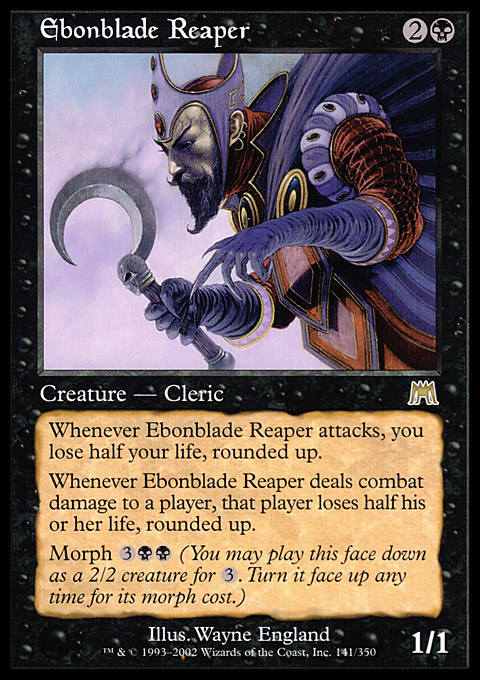 Ebonblade Reaper 2
Creature — Cleric
Whenever Ebonblade Reaper attacks, you
lose half your life, rounded up.
Whenever Ebonblade Reaper deals combat
damage to a player, that player loses half his
or her life, rounded up.
Morph 3 (You may play this face down
as a 2/2 creature for 3. Turn it face up any
time for its morph cost.)
Illus. Wayne England
™ & © 1993–2002 Wizards of the Coast, Inc. 141/350
1/1